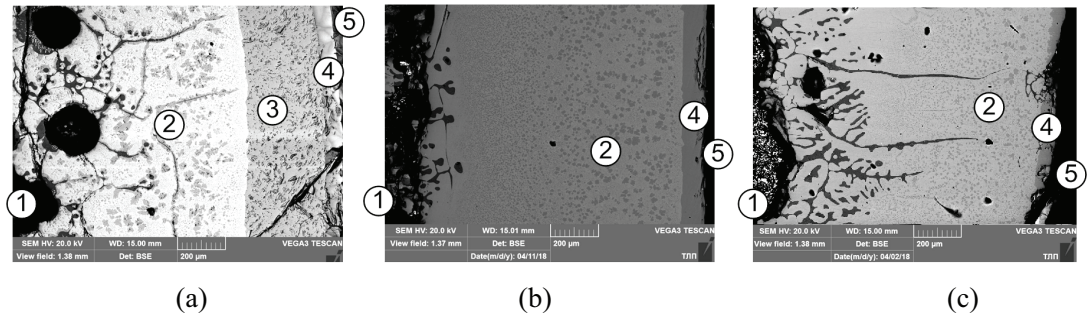 5
4
3
2
1
SEM HV: 20.0 kV WD: 15.00 mm VEGA3 TESCAN
View field: 1.38 mm Det: BSE 200 µm
(a)
4
2
5
1
SEM HV: 20.0 kV WD: 15.01 mm VEGA3 TESCAN
View field: 1.37 mm Det: BSE 200 µm
Date(m/d/y): 04/11/18 ТЛП
(b)
2
4
5
1
SEM HV: 20.0 kV WD: 15.00 mm VEGA3 TESCAN
View field: 1.38 mm Det: BSE 200 µm
Date(m/d/y): 04/02/18 ТЛП
(c)